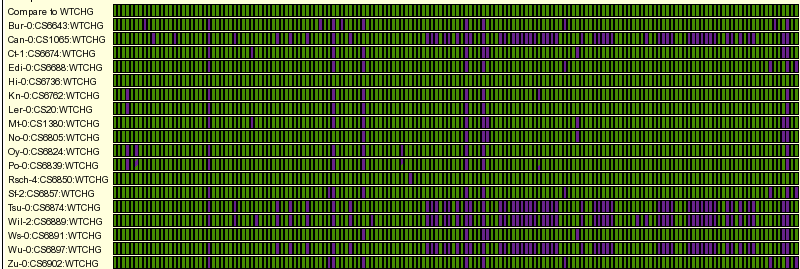 Compare to WTCHG
Bur-0:CS6643:WTCHG
Can-0:CS1065:WTCHG
Ct-1:CS6674:WTCHG
Edi-0:CS6688:WTCHG
Hi-0:CS6736:WTCHG
Kn-0:CS6762:WTCHG
Ler-0:CS20:WTCHG
Mt-0:CS1380:WTCHG
No-0:CS6805:WTCHG
Oy-0:CS6824:WTCHG
Po-0:CS6839:WTCHG
Rsch-4:CS6850:WTCHG
Sf-2:CS6857:WTCHG
Tsu-0:CS6874:WTCHG
Wil-2:CS6889:WTCHG
Ws-0:CS6891:WTCHG
Wu-0:CS6897:WTCHG
Zu-0:CS6902:WTCHG